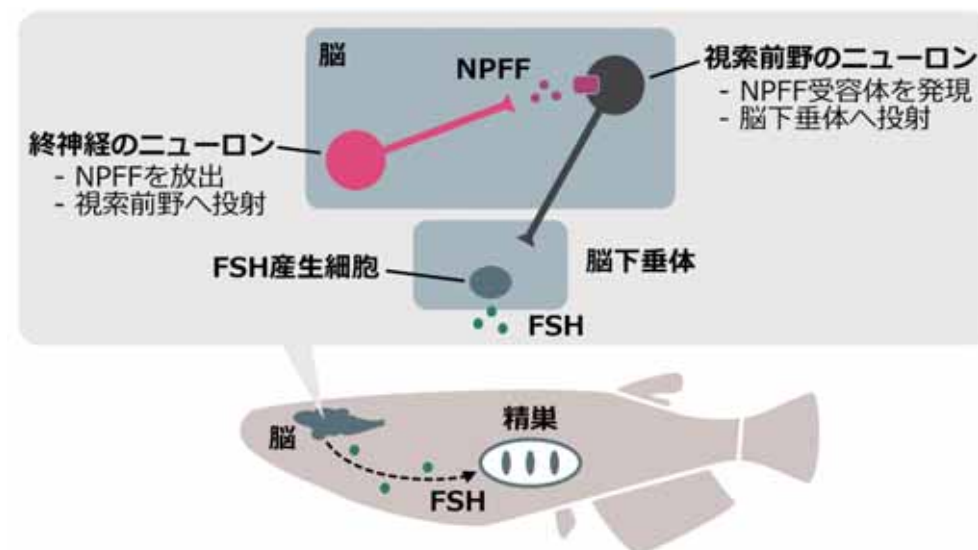 脳
NPFF
視索前野のニューロン
- NPFF受容体を発現
- 脳下垂体へ投射
終神経のニューロン
- NPFFを放出
- 視索前野へ投射
FSH産生細胞
脳下垂体
FSH
脳
精巣
FSH